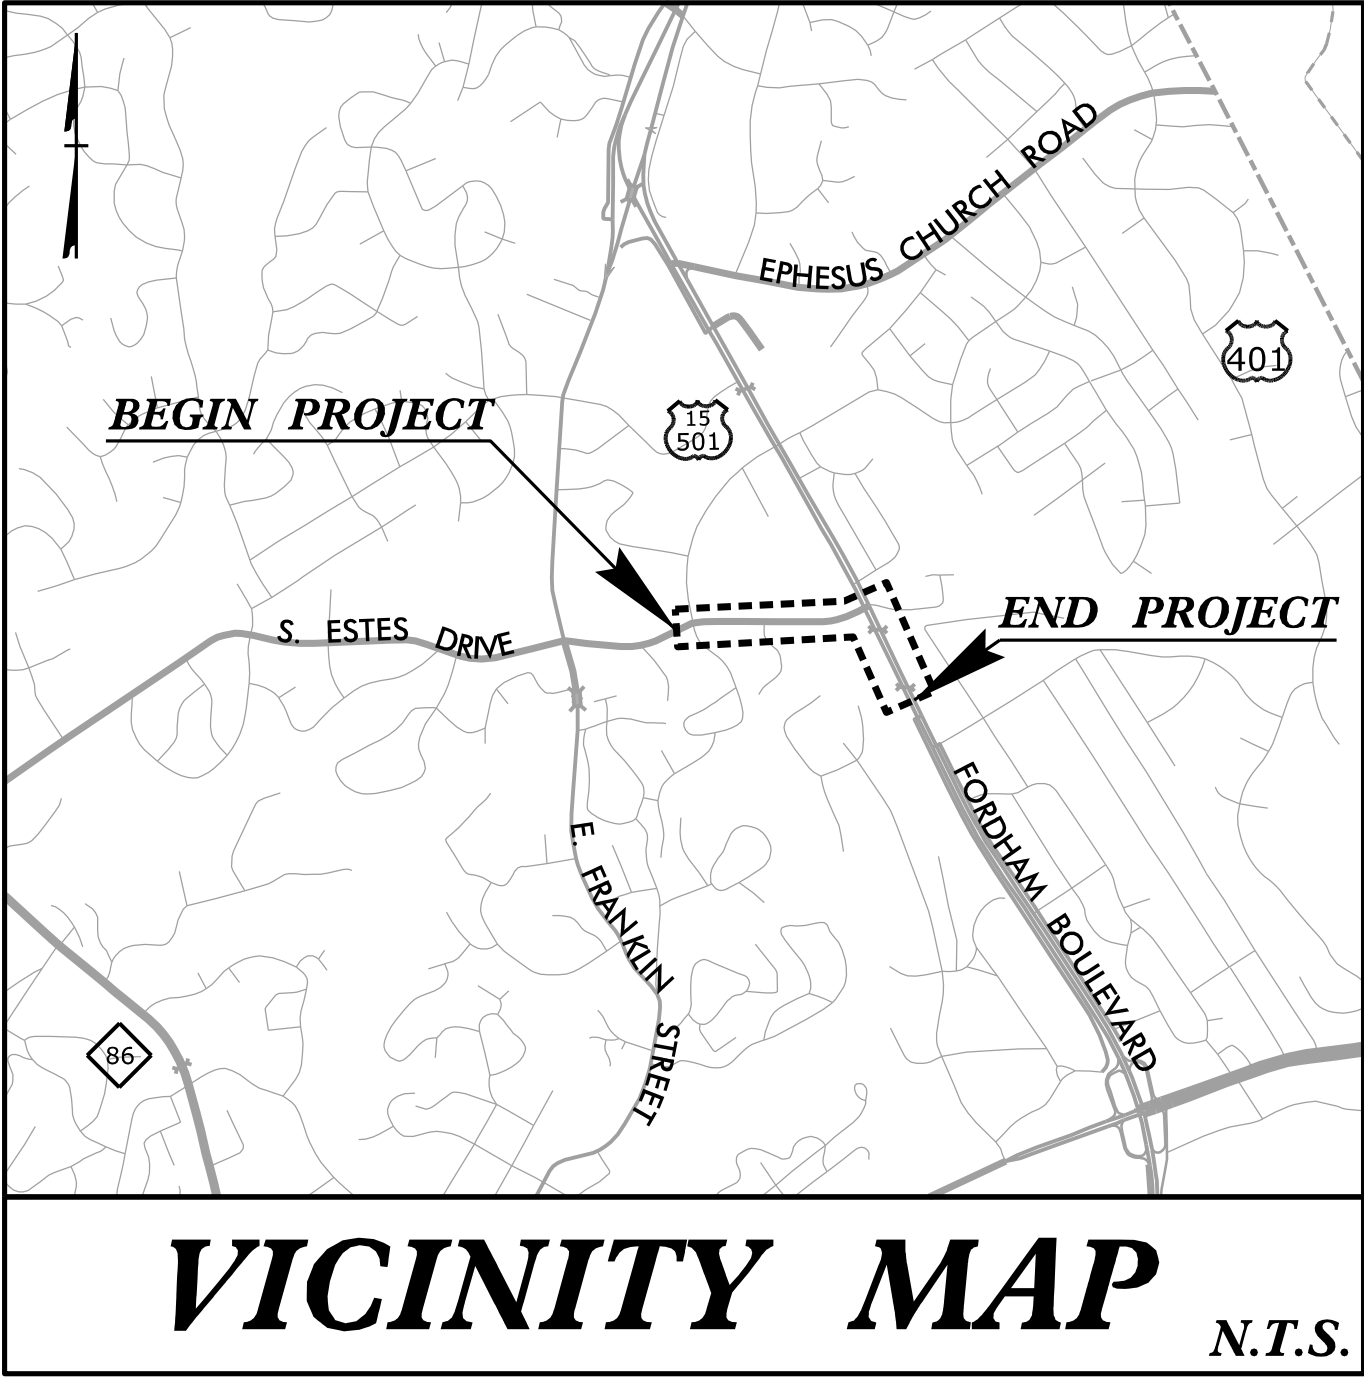 EPHESUS CHURCH ROAD
401
BEGIN PROJECT
15
501
END PROJECT
S. ESTES DRIVE
E. FRANKLIN STREET
FORDHAM BOULEVARD
86
VICINITY MAP
N.T.S.